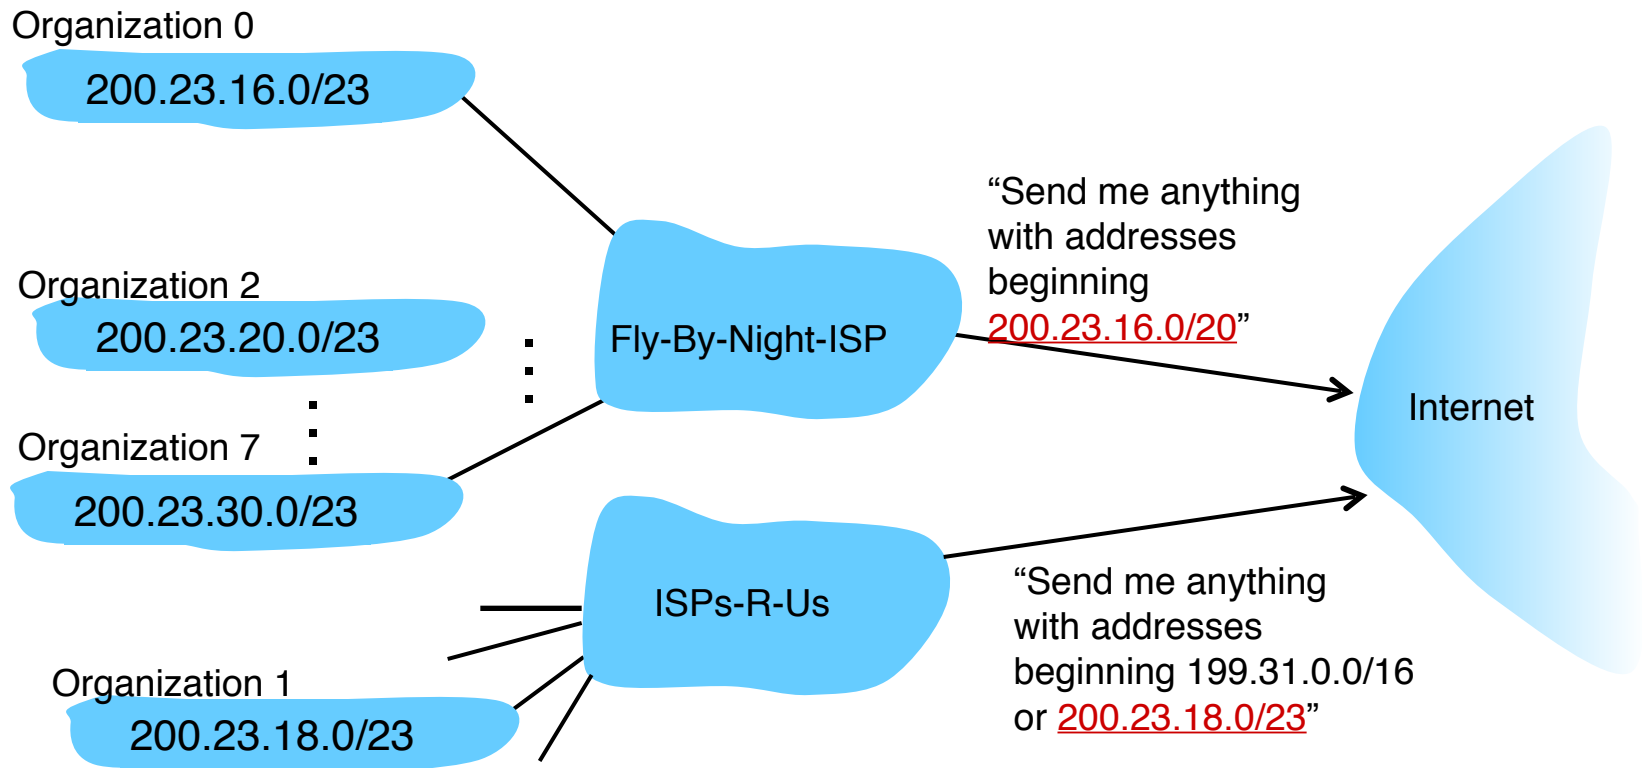 Organization 0
200.23.16.0/23
Organization 2
200.23.20.0/23
Organization 7
200.23.30.0/23
Fly-By-Night-ISP
“Send me anything
with addresses
beginning
200.23.16.0/20”
Internet
ISPs-R-Us
Organization 1
200.23.18.0/23
“Send me anything
with addresses
beginning 199.31.0.0/16
or 200.23.18.0/23”